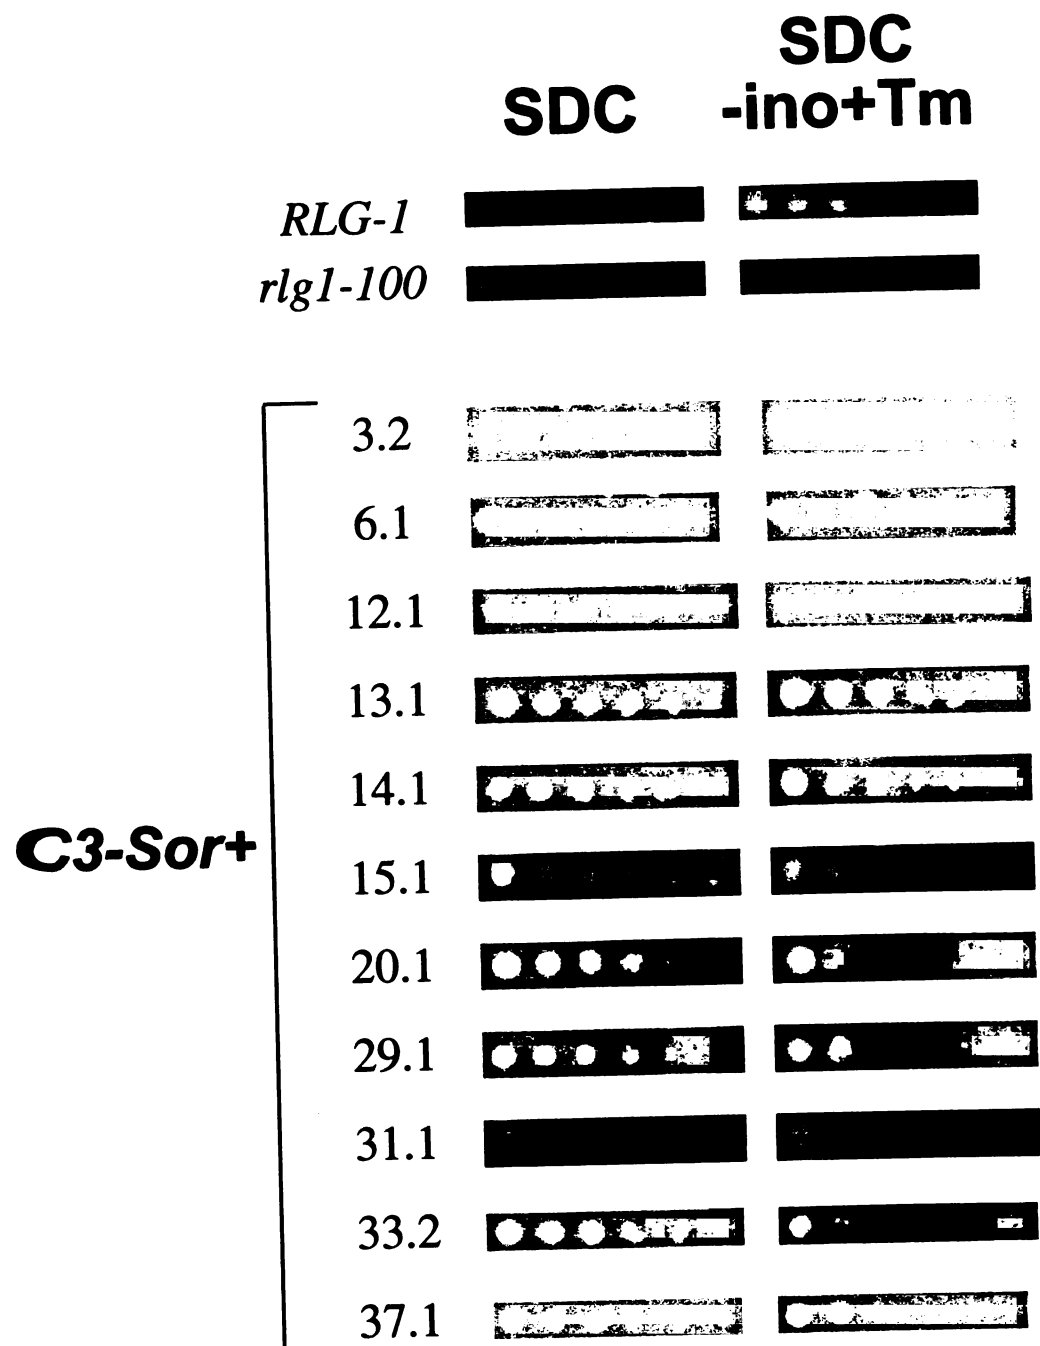 SDC
SDC
-ino+Tm
RLG-1
rlg1-100
3.2
6.1
12.1
13.1
14.1
C3-Sor+
15.1
20.1
29.1
31.1
33.2
37.1